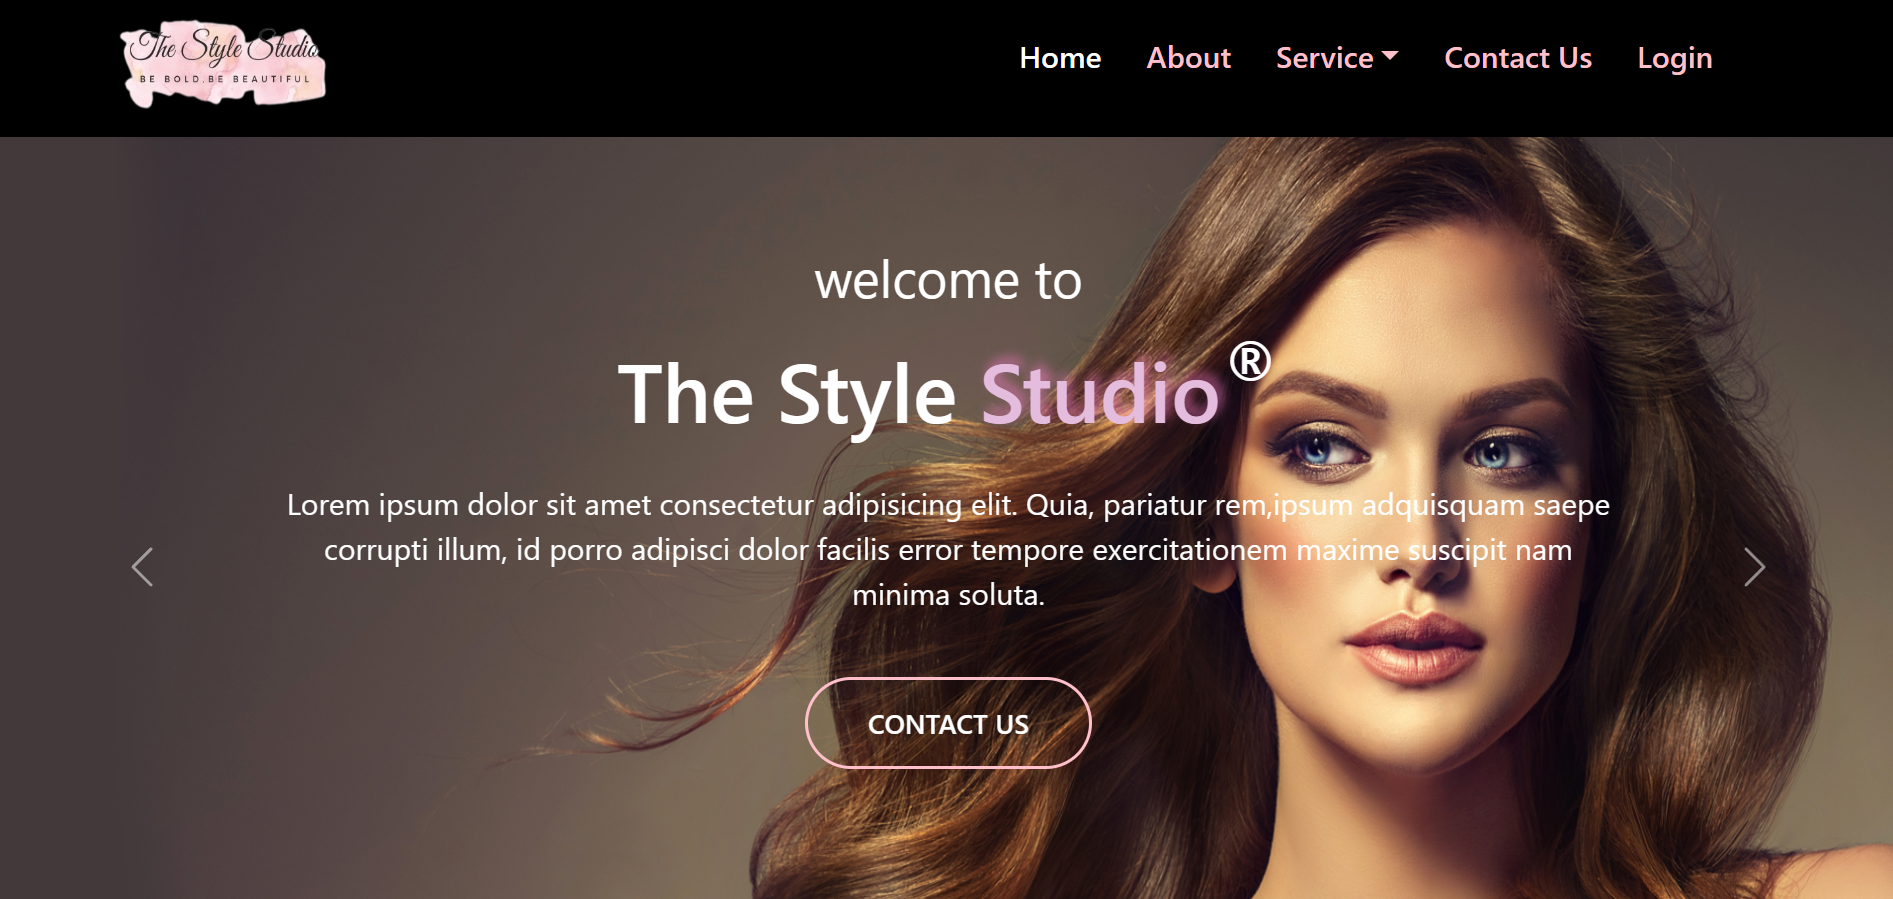 The Style Studio
BE BOLD.BE BEAUTIFUL
Home About Service Contact Us Login
welcome to
The Style Studio®
Lorem ipsum dolor sit amet consectetur adipisicing elit. Quia, pariatur rem,ipsum adquisquam saepe
corrupti illum, id porro adipisci dolor facilis error tempore exercitationem maxime suscipit nam
minima soluta.
CONTACT US